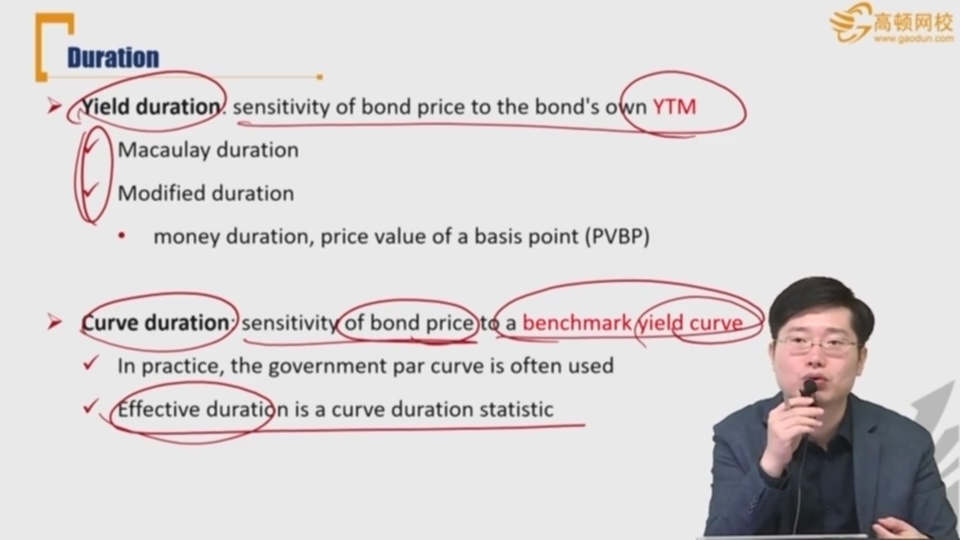 高顿网校
www.gaodun.com
Duration
Yield duration: sensitivity of bond price to the bond's own YTM
Macaulay duration
Modified duration
money duration, price value of a basis point (PVBP)
Curve duration: sensitivity of bond price to a benchmark yield curve
In practice, the government par curve is often used
Effective duration is a curve duration statistic